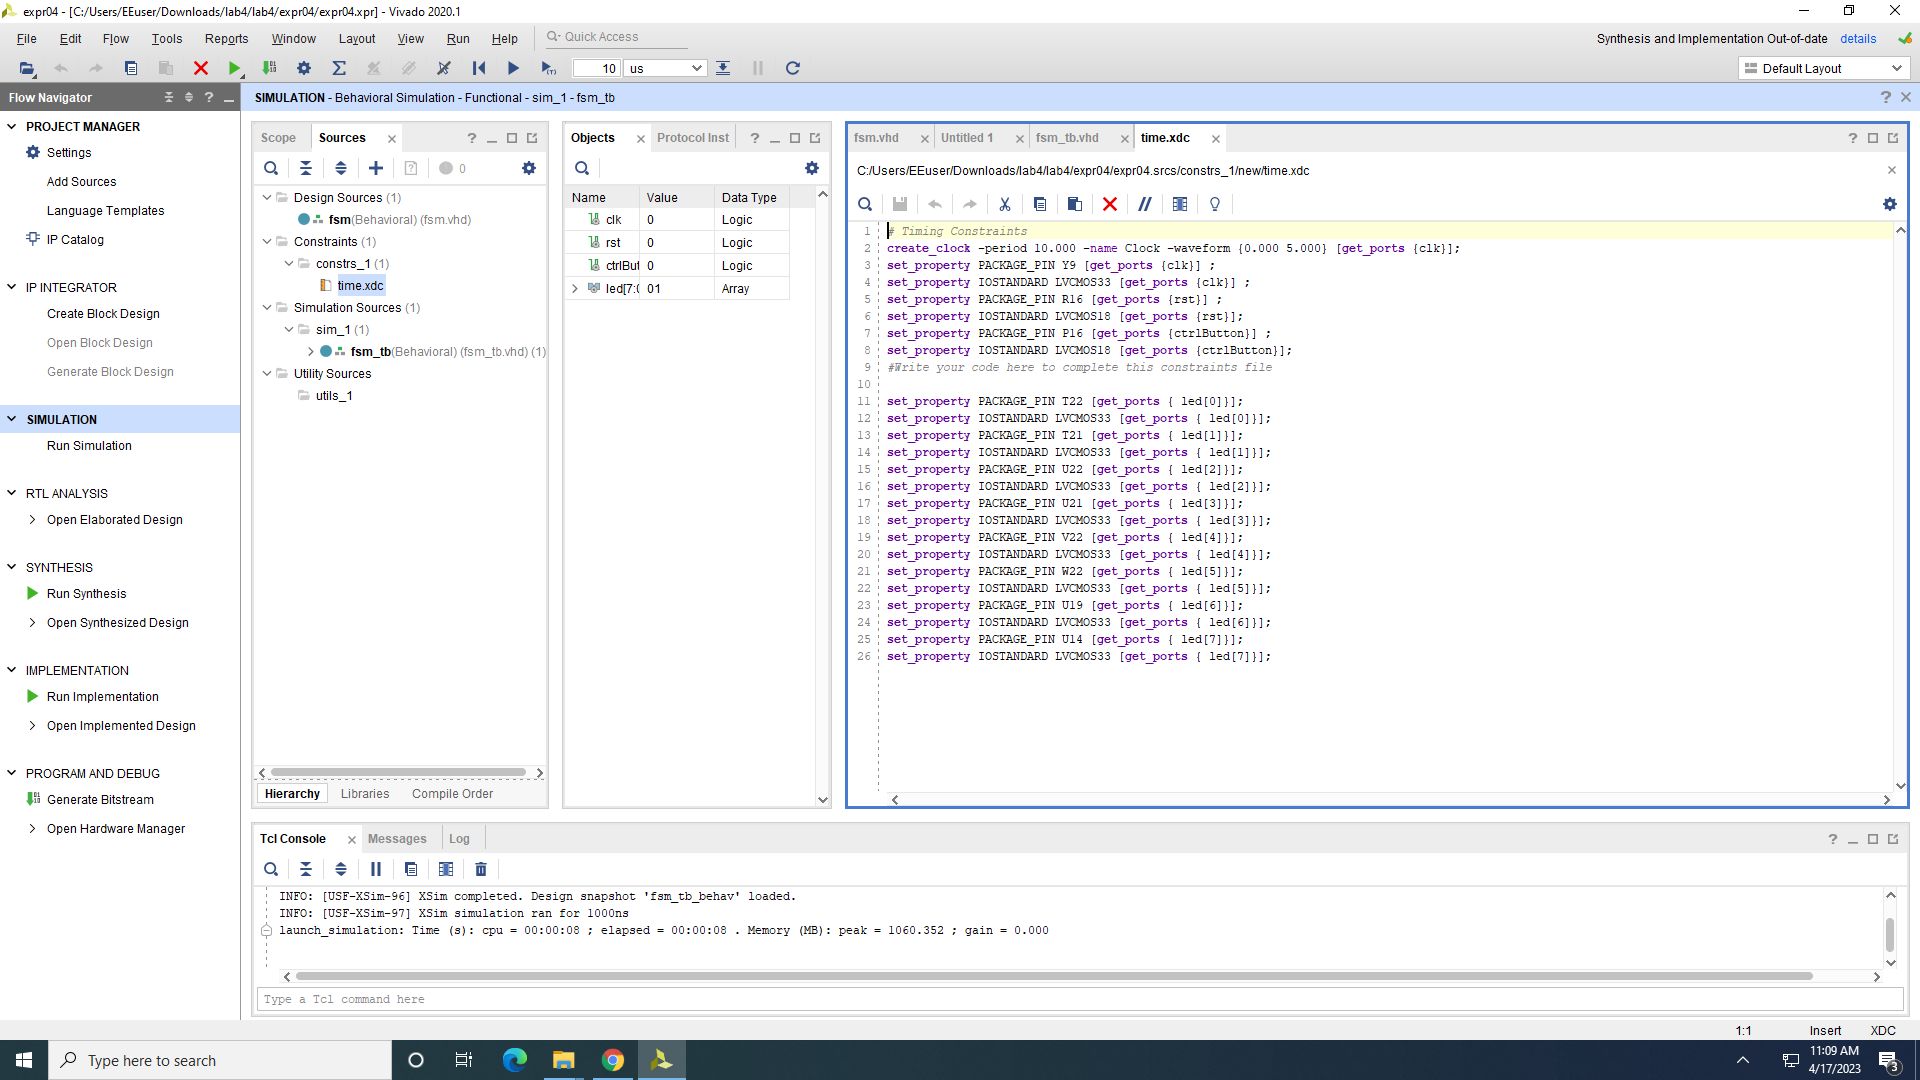 expr04 - [C:/Users/EEuser/Downloads/lab4/lab4/expr04/expr04.xpr] - Vivado 2020.1
File Edit Flow Tools Reports Window Layout View Run Help Quick Access
Synthesis and Implementation Out-of-date details
10 us
Default Layout
Flow Navigator
PROJECT MANAGER
Settings
Add Sources
Language Templates
IP Catalog
IP INTEGRATOR
Create Block Design
Open Block Design
Generate Block Design
SIMULATION
Run Simulation
RTL ANALYSIS
Open Elaborated Design
SYNTHESIS
Run Synthesis
Open Synthesized Design
IMPLEMENTATION
Run Implementation
Open Implemented Design
PROGRAM AND DEBUG
Generate Bitstream
Open Hardware Manager
SIMULATION - Behavioral Simulation - Functional - sim_1 - fsm_tb
Scope Sources
0
Design Sources (1)
fsm(Behavioral) (fsm.vhd)
Constraints (1)
constrs_1 (1)
time.xdc
Simulation Sources (1)
sim_1 (1)
fsm_tb(Behavioral) (fsm_tb.vhd) (1)
Utility Sources
utils_1
Hierarchy Libraries Compile Order
Objects Protocol Inst
Name Value Data Type
clk 0 Logic
rst 0 Logic
ctrlBut 0 Logic
led[7:0 01 Array
fsm.vhd Untitled 1 fsm_tb.vhd time.xdc
C:/Users/EEuser/Downloads/lab4/lab4/expr04/expr04.srcs/constrs_1/new/time.xdc
1 # Timing Constraints
2 create_clock -period 10.000 -name Clock -waveform {0.000 5.000} [get_ports {clk}];
3 set_property PACKAGE_PIN Y9 [get_ports {clk}] ;
4 set_property IOSTANDARD LVCMOS33 [get_ports {clk}] ;
5 set_property PACKAGE_PIN R16 [get_ports {rst}] ;
6 set_property IOSTANDARD LVCMOS18 [get_ports {rst}];
7 set_property PACKAGE_PIN P16 [get_ports {ctrlButton}] ;
8 set_property IOSTANDARD LVCMOS18 [get_ports {ctrlButton}];
9 #Write your code here to complete this constraints file
10
11 set_property PACKAGE_PIN T22 [get_ports { led[0]}];
12 set_property IOSTANDARD LVCMOS33 [get_ports { led[0]}];
13 set_property PACKAGE_PIN T21 [get_ports { led[1]}];
14 set_property IOSTANDARD LVCMOS33 [get_ports { led[1]}];
15 set_property PACKAGE_PIN U22 [get_ports { led[2]}];
16 set_property IOSTANDARD LVCMOS33 [get_ports { led[2]}];
17 set_property PACKAGE_PIN U21 [get_ports { led[3]}];
18 set_property IOSTANDARD LVCMOS33 [get_ports { led[3]}];
19 set_property PACKAGE_PIN V22 [get_ports { led[4]}];
20 set_property IOSTANDARD LVCMOS33 [get_ports { led[4]}];
21 set_property PACKAGE_PIN W22 [get_ports { led[5]}];
22 set_property IOSTANDARD LVCMOS33 [get_ports { led[5]}];
23 set_property PACKAGE_PIN U19 [get_ports { led[6]}];
24 set_property IOSTANDARD LVCMOS33 [get_ports { led[6]}];
25 set_property PACKAGE_PIN U14 [get_ports { led[7]}];
26 set_property IOSTANDARD LVCMOS33 [get_ports { led[7]}];
Tcl Console Messages Log
INFO: [USF-XSim-96] XSim completed. Design snapshot 'fsm_tb_behav' loaded.
INFO: [USF-XSim-97] XSim simulation ran for 1000ns
launch_simulation: Time (s): cpu = 00:00:08 ; elapsed = 00:00:08 . Memory (MB): peak = 1060.352 ; gain = 0.000
Type a Tcl command here
1:1 Insert XDC
Type here to search
11:09 AM
4/17/2023
3